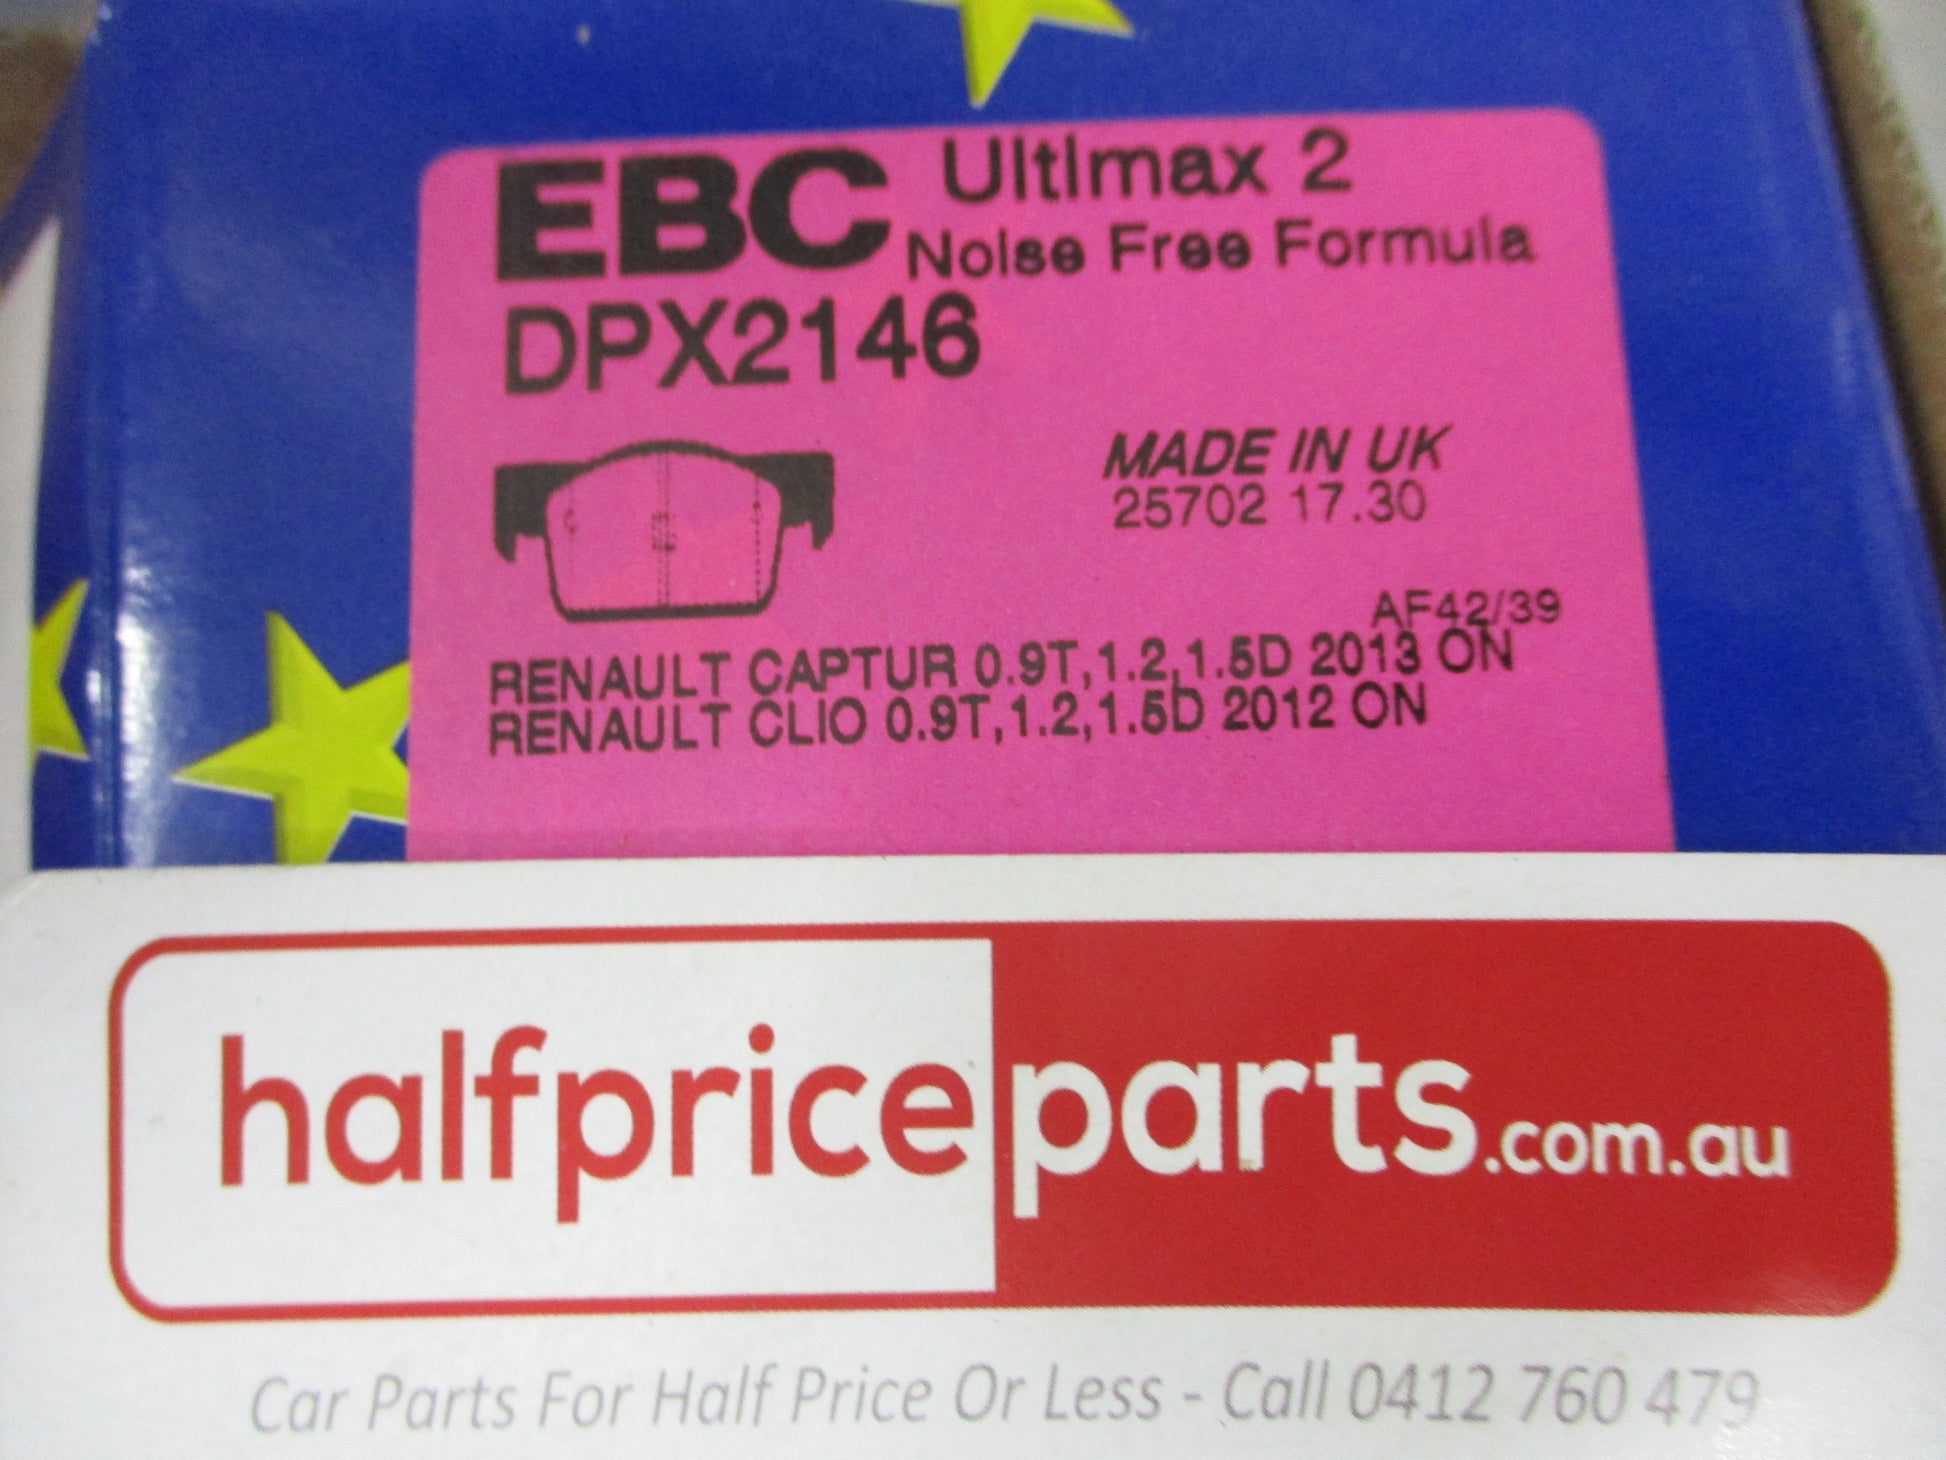 EBC Ultimax 2
Noise Free Formula
DPX2146
MADE IN UK
25702 17.30
AF42/39
RENAULT CAPTUR 0.9T,1.2,1.5D 2013 ON
RENAULT CLIO 0.9T,1.2,1.5D 2012 ON
halfpriceparts.com.au
Car Parts For Half Price Or Less - Call 0412 760 479